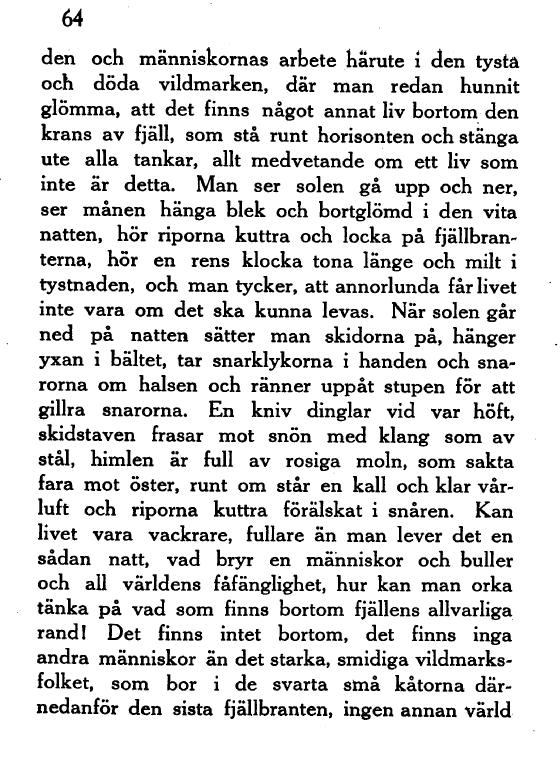 64
den och människornas arbete härute i den tysta
och döda vildmarken, där man redan hunnit
glömma, att det finns något annat liv bortom den
krans av fjäll, som stå runt horisonten och stänga
ute alla tankar, allt medvetande om ett liv som
inte är detta. Man ser solen gå upp och ner,
ser månen hänga blek och bortglömd i den vita
natten, hör riporna kuttra och locka på fjällbran-
terna, hör en rens klocka tona länge och milt i
tystnaden, och man tycker, att annorlunda får livet
inte vara om det ska kunna levas. När solen går
ned på natten sätter man skidorna på, hänger
yxan i bältet, tar snarklykorna i handen och sna-
rorna om halsen och ränner uppåt stupen för att
gillra snarorna. En kniv dinglar vid var höft,
skidstaven frasar mot snön med klang som av
stål, himlen är full av rosiga moln, som sakta
fara mot öster, runt om står en kall och klar vår-
luft och riporna kuttra förälskat i snåren. Kan
livet vara vackrare, fullare än man lever det en
sådan natt, vad bryr en människor och buller
och all världens fåfänglighet, hur kan man orka
tänka på vad som finns bortom fjällens allvarliga
rand! Det finns intet bortom, det finns inga
andra människor än det starka, smidiga vildmarks-
folket, som bor i de svarta små kåtorna där-
nedanför den sista fjällbranten, ingen annan värld